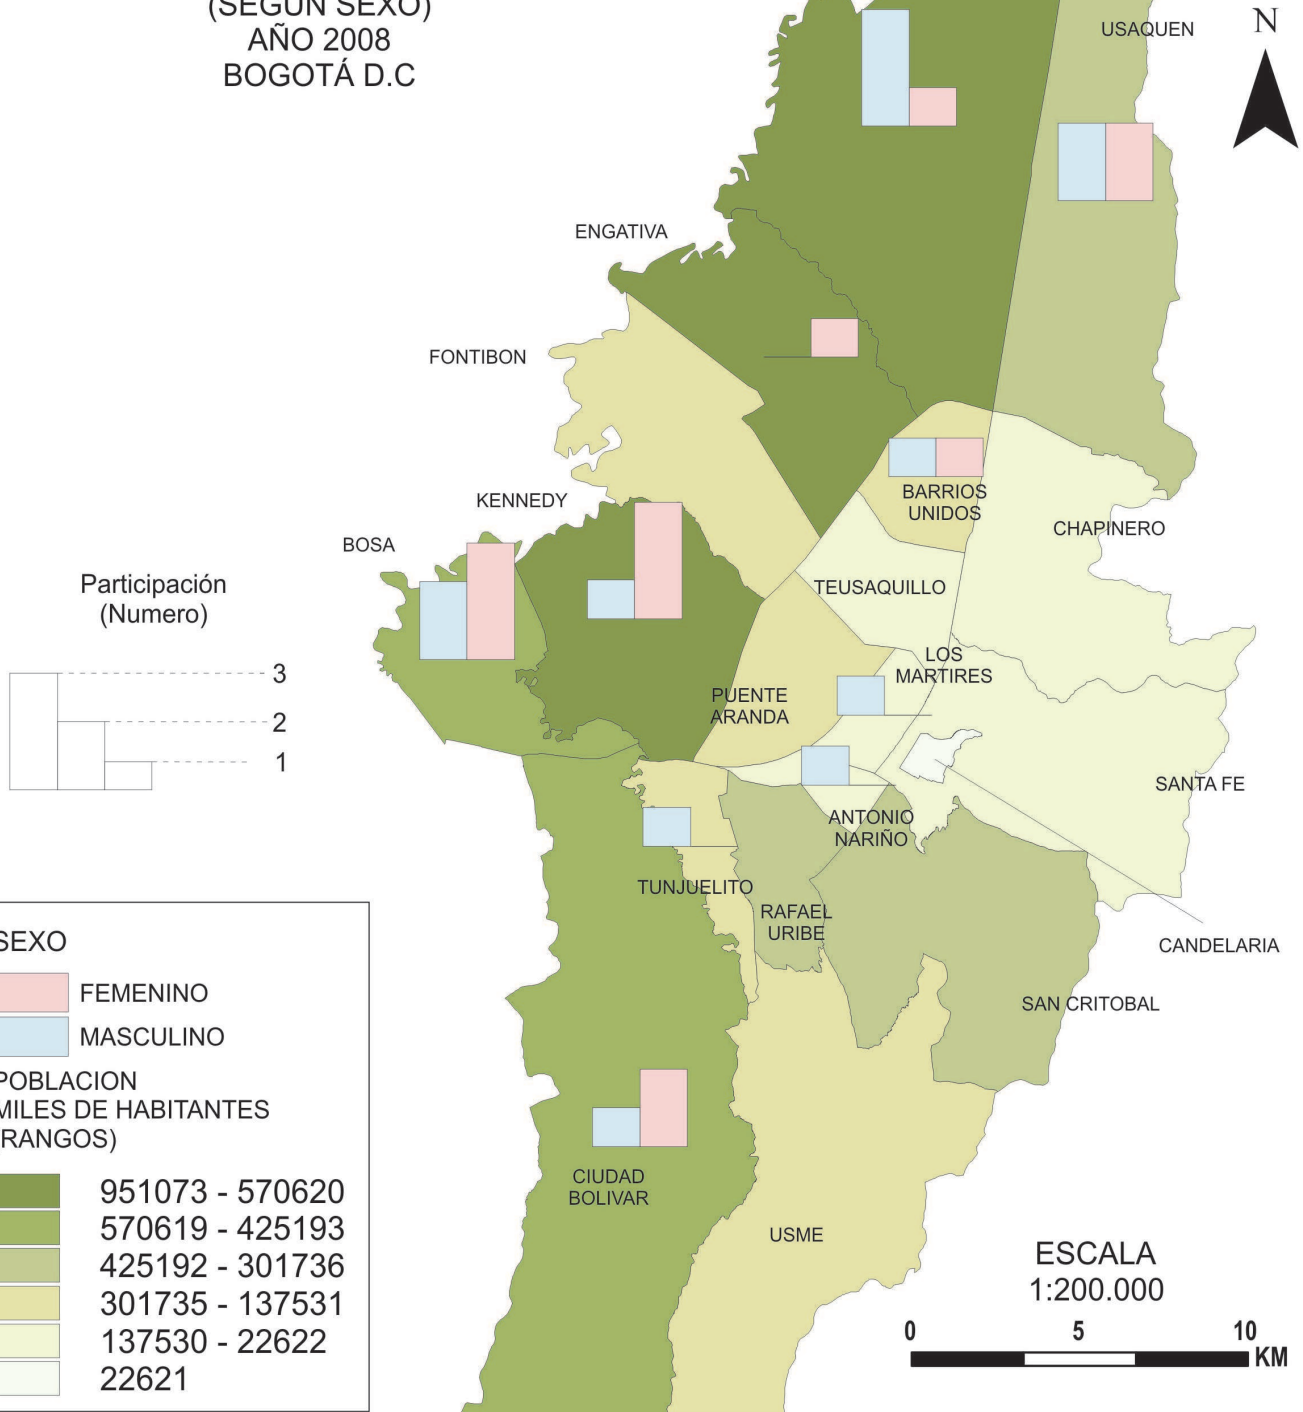 (SEGÚN SEXO)
AÑO 2008
BOGOTÁ D.C
USAQUEN
N
ENGATIVA
FONTIBON
KENNEDY
BOSA
BARRIOS
UNIDOS
CHAPINERO
TEUSAQUILLO
LOS
MARTIRES
PUENTE
ARANDA
SANTA FE
ANTONIO
NARIÑO
TUNJUELITO
RAFAEL
URIBE
CANDELARIA
SAN CRITOBAL
CIUDAD
BOLIVAR
USME
Participación
(Numero)
3
2
1
SEXO
FEMENINO
MASCULINO
POBLACION
MILES DE HABITANTES
RANGOS)
951073 - 570620
570619 - 425193
425192 - 301736
301735 - 137531
137530 - 22622
22621
ESCALA
1:200.000
0 5 10
KM